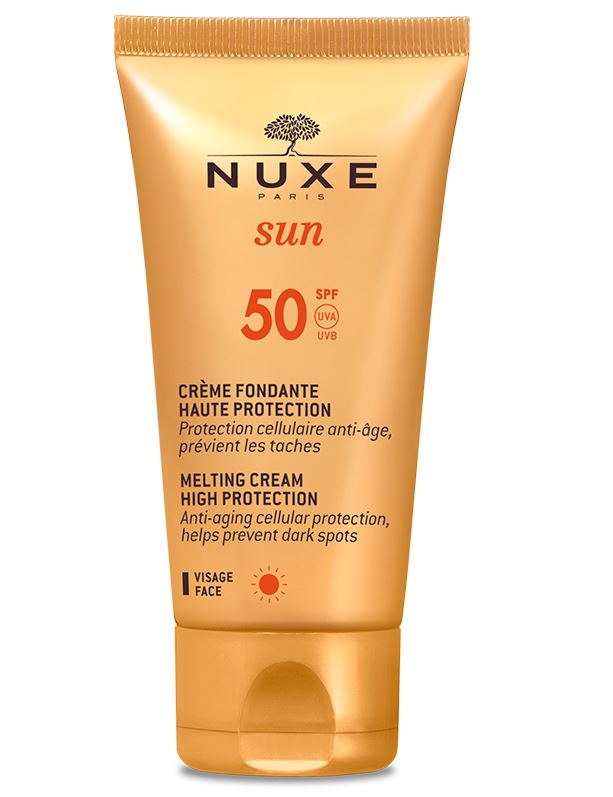 NUXE
PARIS
sun
50 SPF
UVA
UVB
CRÈME FONDANTE
HAUTE PROTECTION
Protection cellulaire anti-âge,
prévient les taches
MELTING CREAM
HIGH PROTECTION
Anti-aging cellular protection,
helps prevent dark spots
VISAGE
FACE